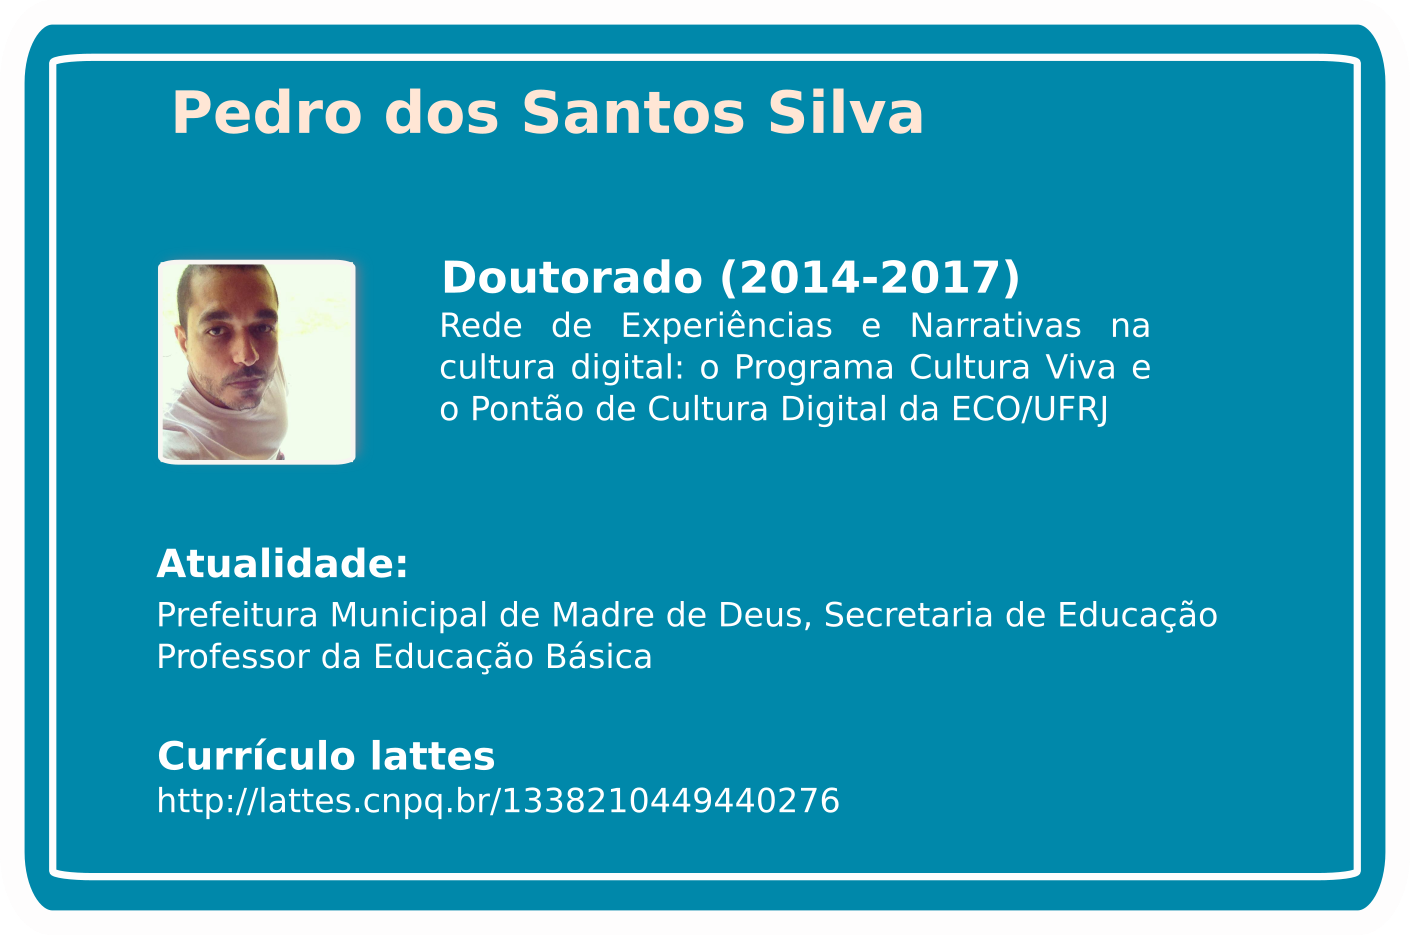 Pedro dos Santos Silva
Doutorado (2014-2017)
Rede de Experiências e Narrativas na
cultura digital: o Programa Cultura Viva e
o Pontão de Cultura Digital da ECO/UFRJ
Atualidade:
Prefeitura Municipal de Madre de Deus, Secretaria de Educação
Professor da Educação Básica
Currículo lattes
http://lattes.cnpq.br/1338210449440276